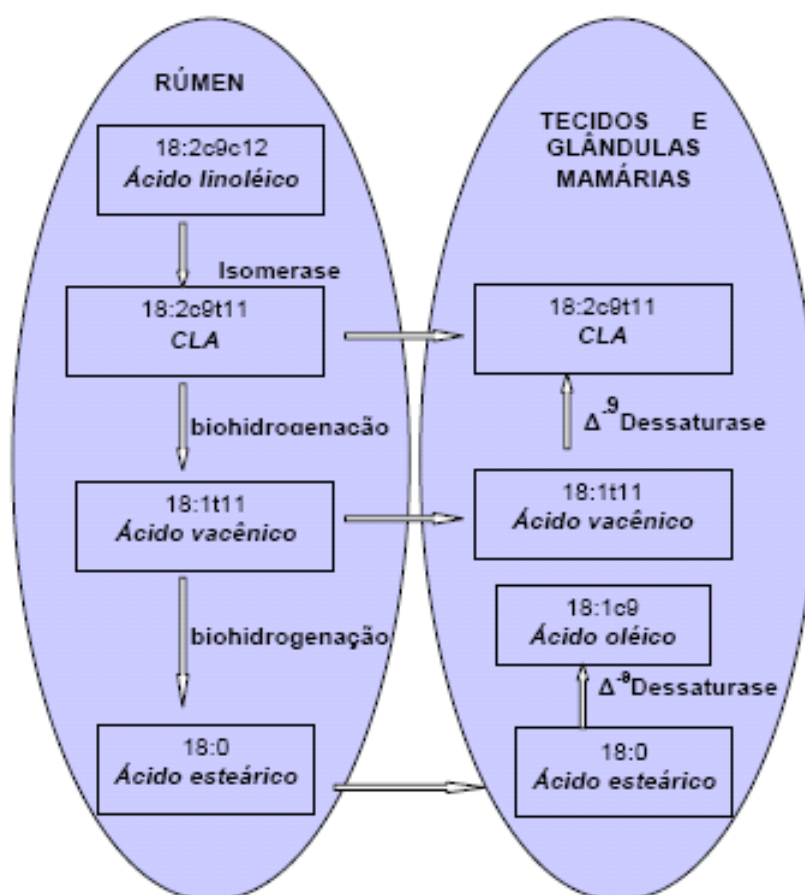 RÚMEN
18:2c9c12
Ácido linoléico
Isomerase
18:2c9t11
CLA
biohidrogenação
18:1t11
Ácido vacênico
biohidrogenação
18:0
Ácido esteárico
TECIDOS E
GLÂNDULAS
MAMÁRIAS
18:2c9t11
CLA
Δ-9 Dessaturase
18:1t11
Ácido vacênico
18:1c9
Ácido oléico
Δ-9 Dessaturase
18:0
Ácido esteárico